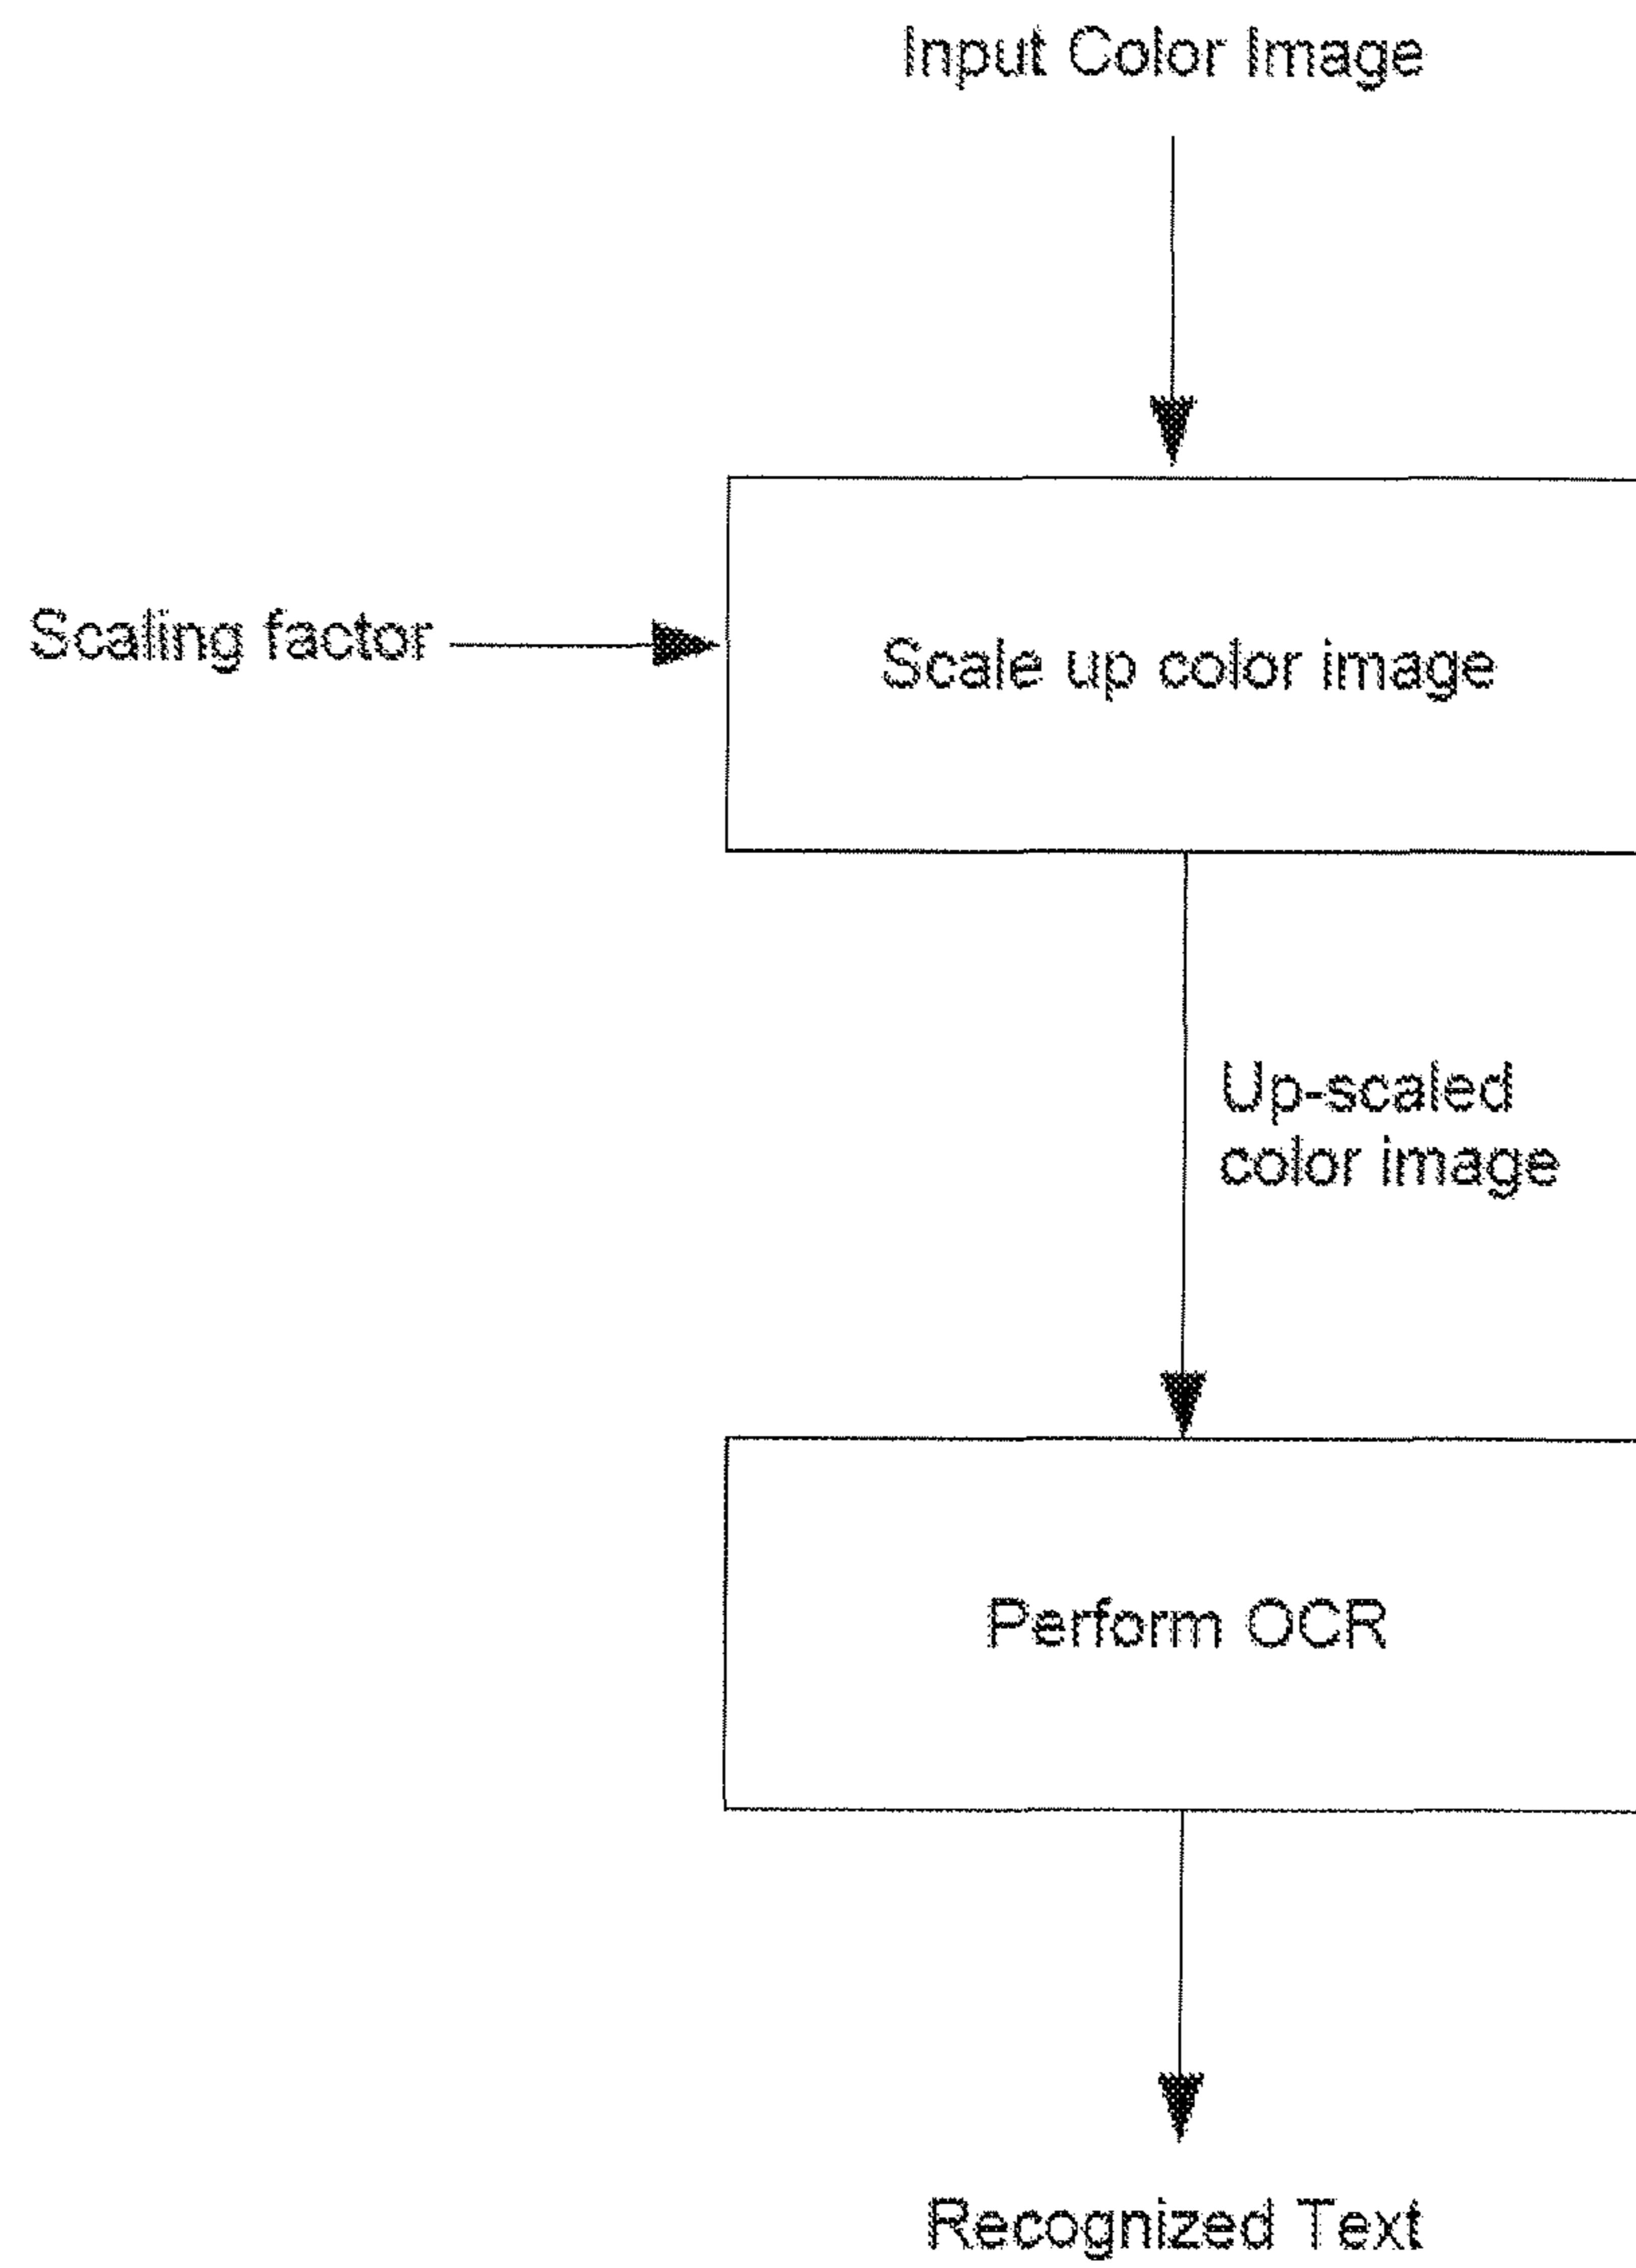 Input Color Image
Scaling factor
Scale up color image
Up-scaled
color image
Perform OCR
Recognized Text